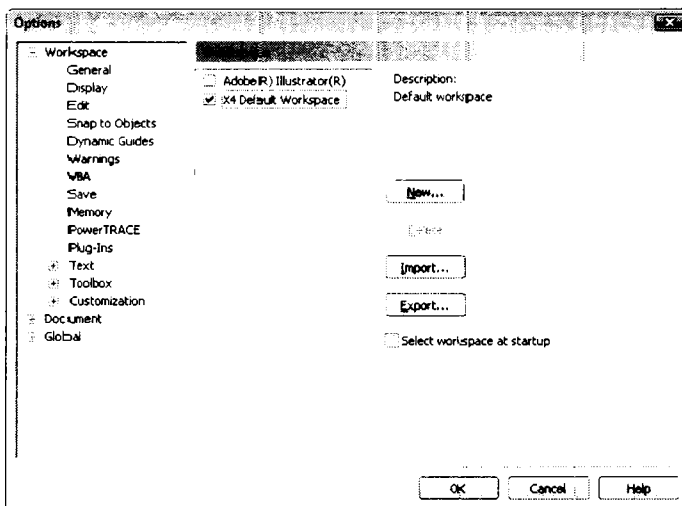 Options
Workspace
General
Display
Edit
Snap to Objects
Dynamic Guides
Warnings
VBA
Save
Memory
PowerTRACE
Plug-Ins
Text
Toolbox
Customization
Document
Global
Adobe(R) Illustrator(R)
X4 Default Workspace
Description:
Default workspace
New...
Delete
Import...
Export...
Select workspace at startup
OK
Cancel
Help